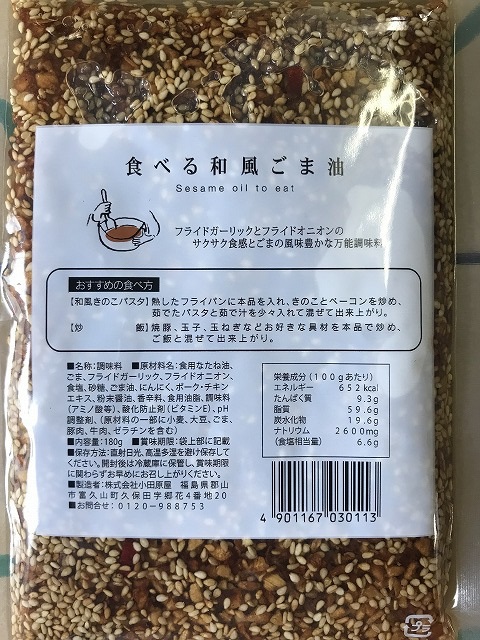 食べる和風ごま油
Sesame oil to eat
フライドガーリックとフライドオニオンの
サクサク食感とごまの風味豊かな万能調味料
おすすめの食べ方
【和風きのこパスタ】熱したフライパンに本品を入れ、きのことベーコンを炒め、
茹でたパスタと茹で汁を少々入れて混ぜて出来上がり。
【炒　　　飯】焼豚、玉子、玉ねぎなどお好きな具材を本品で炒め、
ご飯と混ぜて出来上がり。
■名称:調味料　■原材料名:食用なたね油、
ごま、フライドガーリック、フライドオニオン、
食塩、砂糖、ごま油、にんにく、ポーク・チキン
エキス、粉末醤油、香辛料、食用油脂、調味料
(アミノ酸等)、酸化防止剤(ビタミンE)、pH
調整剤、(原材料の一部に小麦、大豆、ごま、
豚肉、牛肉、ゼラチンを含む)
■内容量:180g　■賞味期限:袋上部に記載
■保存方法:直射日光、高温多湿を避け保存して
ください。開封後は冷蔵庫に保管し、賞味期限
に関わらずお早めにお召し上がりください。
■製造者:株式会社小田原屋　福島県郡山
市富久山町久保田字郷花4番地20
■お問合せ:0120-988753
栄養成分(100gあたり)
エネルギー　652kcal
たんぱく質　9.3g
脂質　59.6g
炭水化物　19.6g
ナトリウム　2600mg
(食塩相当量)　6.6g
4 901167 030113